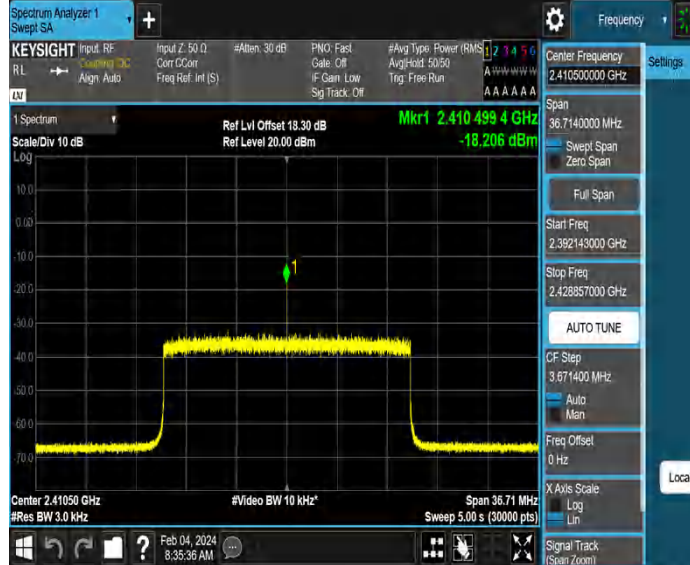 Spectrum Analyzer 1
Swept SA
+
Frequency
KEYSIGHT
Input: RF
Input Z: 50 Ω
#Atten: 30 dB
PNO: Fast
#Avg Type: Power (RMS
1 2 3 4 5 6
RL
Coupling: DC
Corr CCorr
Gate: Off
Avg|Hold: 50/50
A W W W W W
Align: Auto
Freq Ref: Int (S)
IF Gain: Low
Trig: Free Run
Sig Track: Off
A A A A A A
LXI
1 Spectrum
Scale/Div 10 dB
Ref Lvl Offset 18.30 dB
Ref Level 20.00 dBm
Mkr1 2.410 499 4 GHz
-18.206 dBm
Log
10.0
0.00
-20.0
-30.0
-40.0
-50.0
-60.0
-70.0
1
Center 2.41050 GHz
#Video BW 10 kHz*
Span 36.71 MHz
#Res BW 3.0 kHz
Sweep 5.00 s (30000 pts)
?
Feb 04, 2024
8:35:36 AM
Center Frequency
2.410500000 GHz
Settings
Span
36.7140000 MHz
Swept Span
Zero Span
Full Span
Start Freq
2.392143000 GHz
Stop Freq
2.428857000 GHz
AUTO TUNE
CF Step
3.671400 MHz
Auto
Man
Freq Offset
0 Hz
X Axis Scale
Log
Lin
Loca
Signal Track
(Span Zoom)